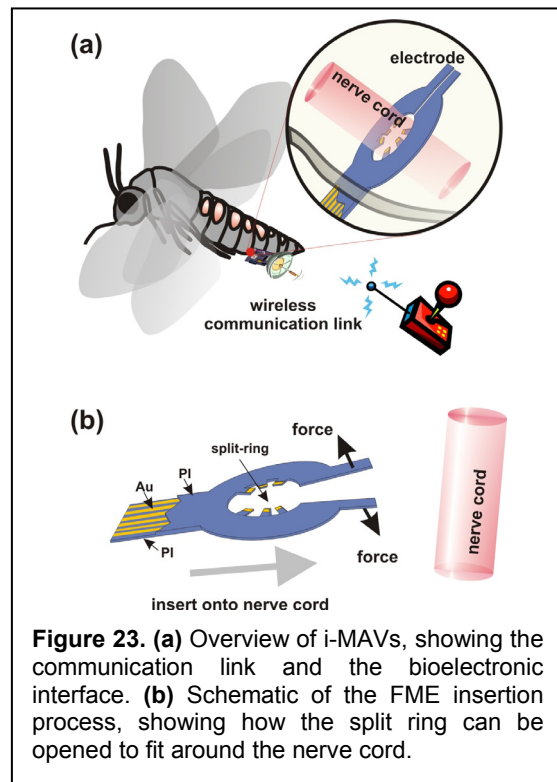 (a)
electrode
nerve cord
wireless
communication link
(b)
split-ring
force
PI
Au
PI
force
nerve cord
insert onto nerve cord
Figure 23. (a) Overview of i-MAVs, showing the
communication link and the bioelectronic
interface. (b) Schematic of the FME insertion
process, showing how the split ring can be
opened to fit around the nerve cord.